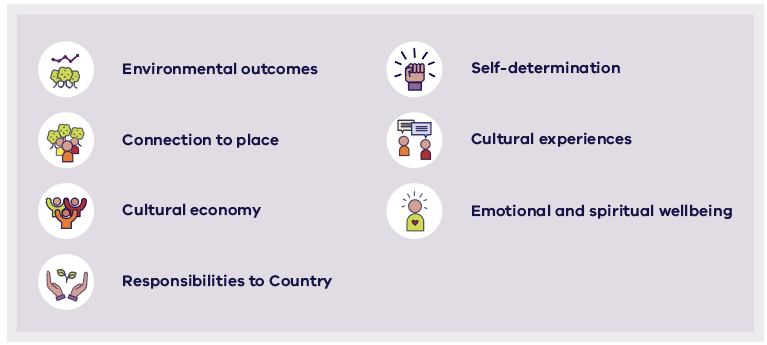 Environmental outcomes
Connection to place
Cultural economy
Responsibilities to Country
Self-determination
Cultural experiences
Emotional and spiritual wellbeing